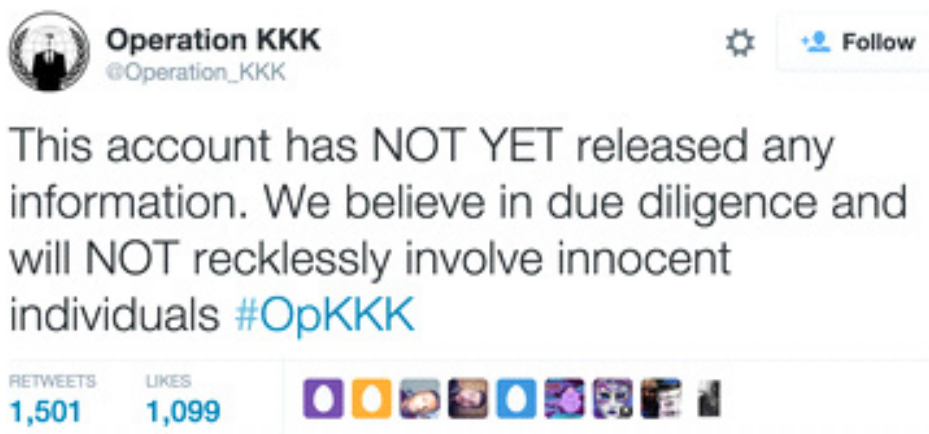 Operation KKK
@Operation_KKK
Follow
This account has NOT YET released any
information. We believe in due diligence and
will NOT recklessly involve innocent
individuals #OpKKK
RETWEETS LIKES
1,501 1,099